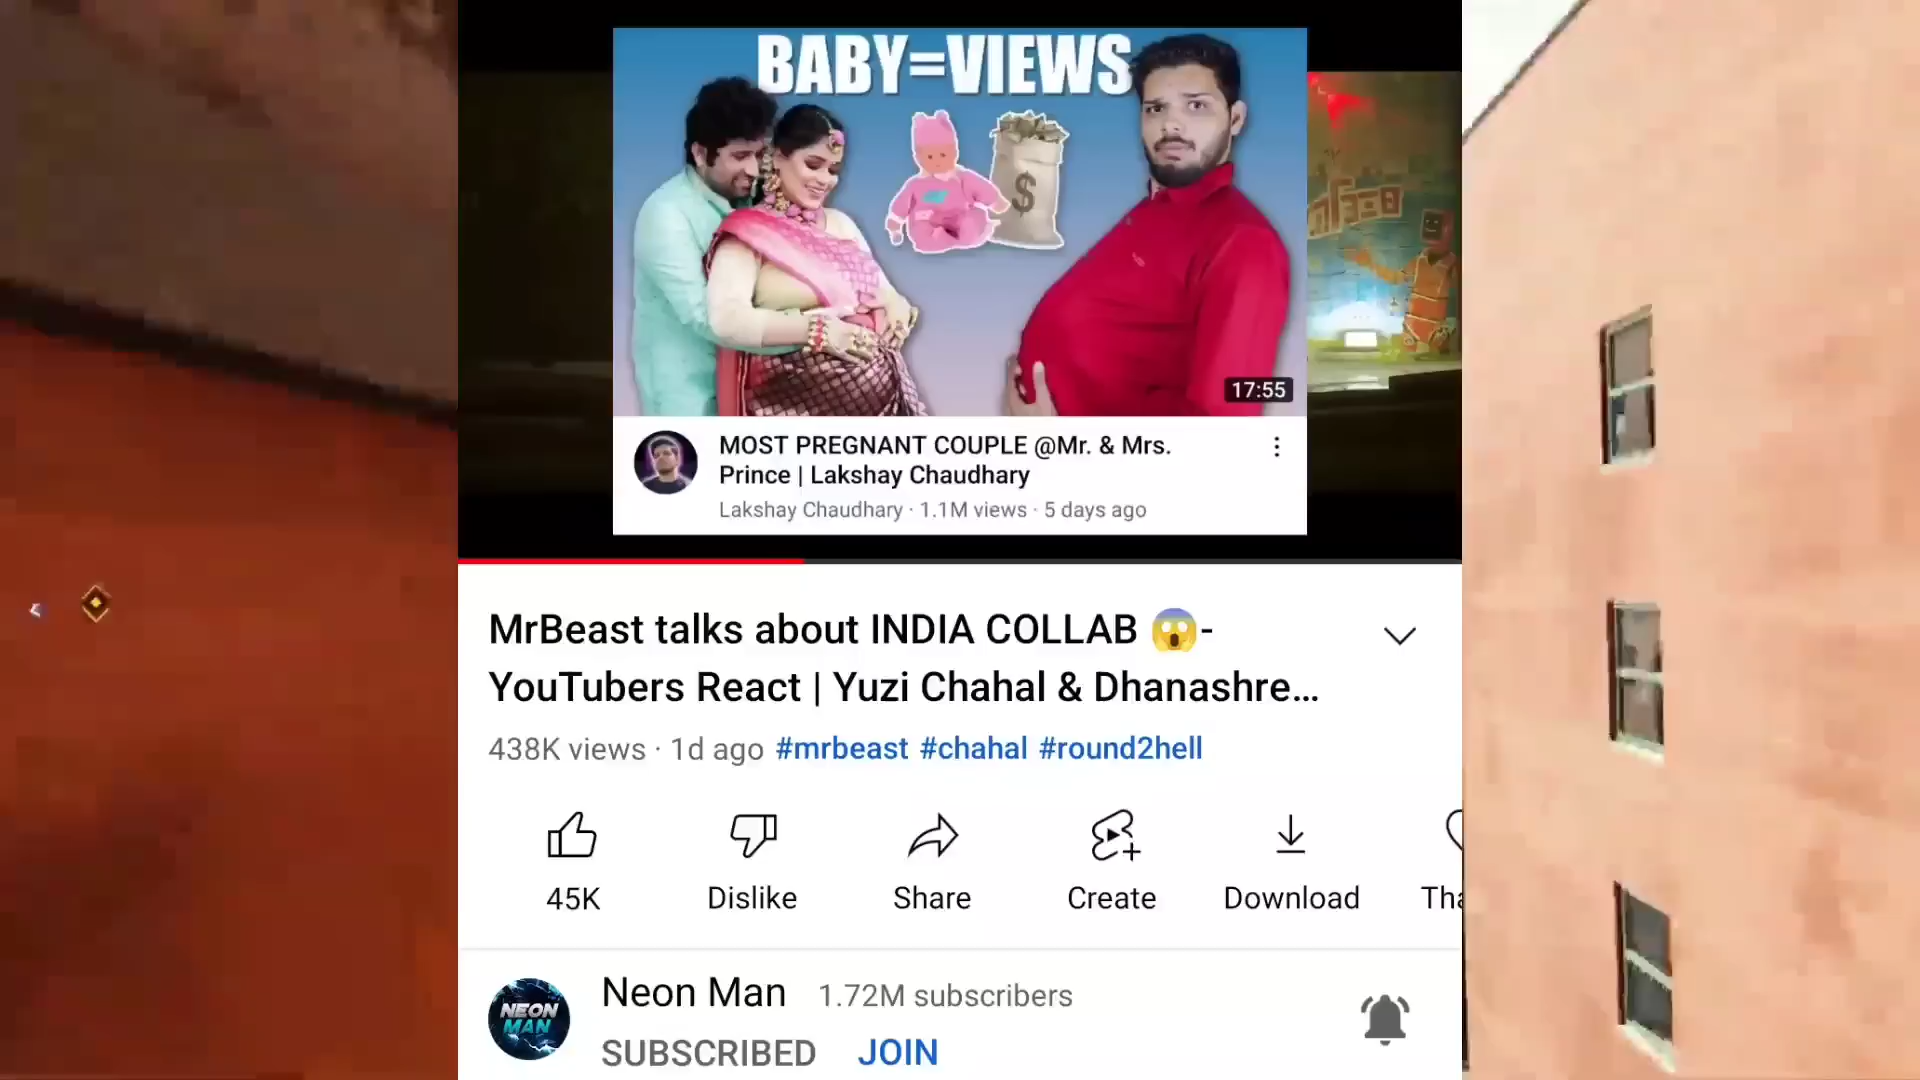 BABY=VIEWS
$
17:55
MOST PREGNANT COUPLE @Mr. & Mrs.
Prince | Lakshay Chaudhary
Lakshay Chaudhary · 1.1M views · 5 days ago
MrBeast talks about INDIA COLLAB 😱-
YouTubers React | Yuzi Chahal & Dhanashre...
438K views · 1d ago #mrbeast #chahal #round2hell
45K
Dislike
Share
Create
Download
Tha
Neon Man 1.72M subscribers
NEON
MAN
SUBSCRIBED JOIN